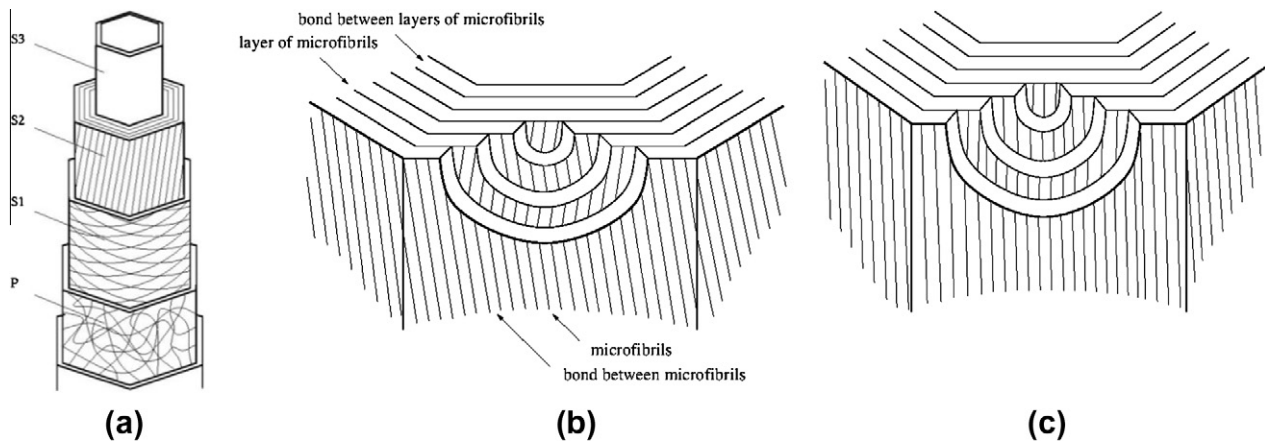 S3
S2
S1
P
(a)
bond between layers of microfibrils
layer of microfibrils
microfibrils
bond between microfibrils
(b)
(c)